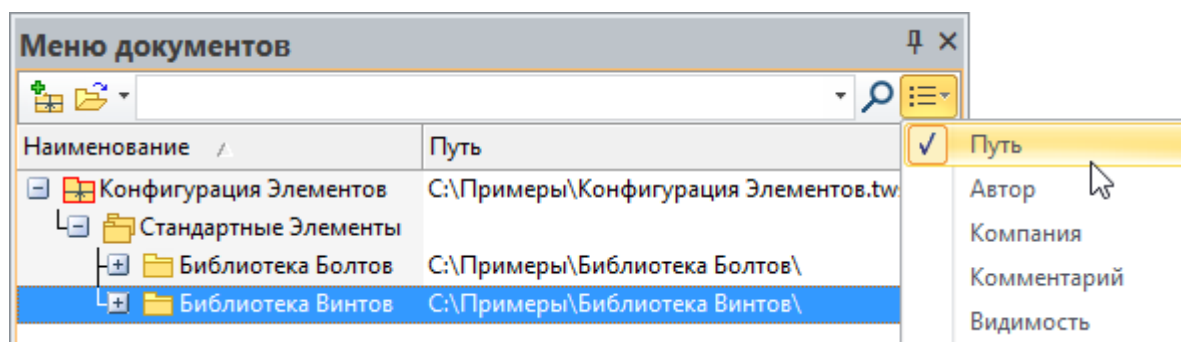 Меню документов
Наименование Путь
Конфигурация Элементов C:\Примеры\Конфигурация Элементов.tw
Стандартные Элементы
Библиотека Болтов C:\Примеры\Библиотека Болтов\
Библиотека Винтов C:\Примеры\Библиотека Винтов\
Путь
Автор
Компания
Комментарий
Видимость